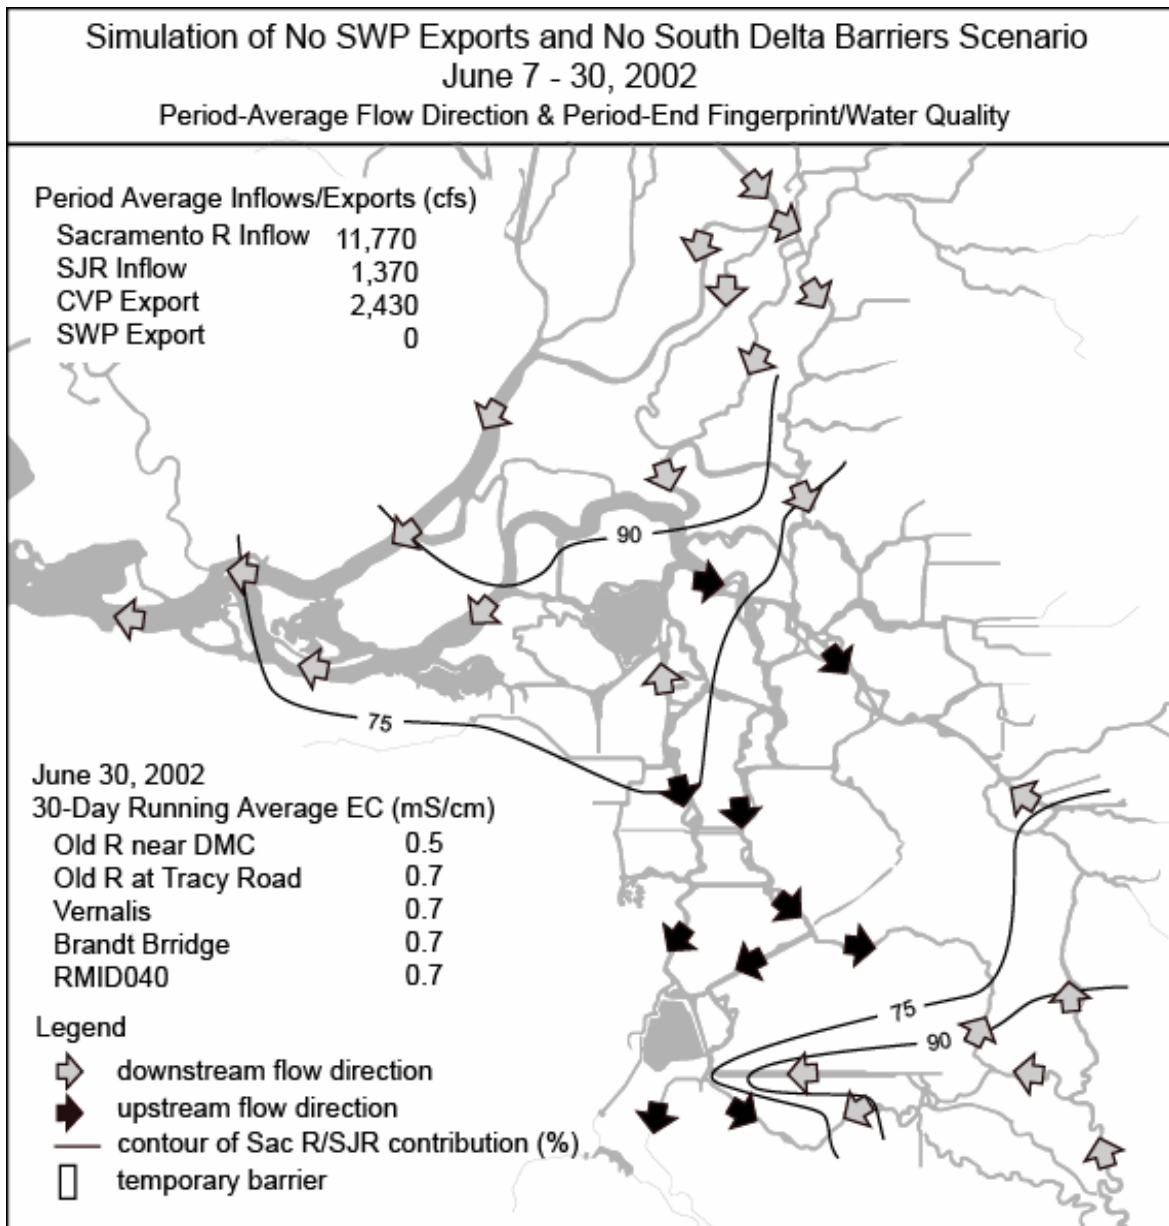 Simulation of No SWP Exports and No South Delta Barriers Scenario
June 7 - 30, 2002
Period-Average Flow Direction & Period-End Fingerprint/Water Quality
Period Average Inflows/Exports (cfs)
Sacramento R Inflow 11,770
SJR Inflow 1,370
CVP Export 2,430
SWP Export 0
90
75
June 30, 2002
30-Day Running Average EC (mS/cm)
Old R near DMC 0.5
Old R at Tracy Road 0.7
Vernalis 0.7
Brandt Brridge 0.7
RMID040 0.7
75
90
Legend
downstream flow direction
upstream flow direction
contour of Sac R/SJR contribution (%)
temporary barrier